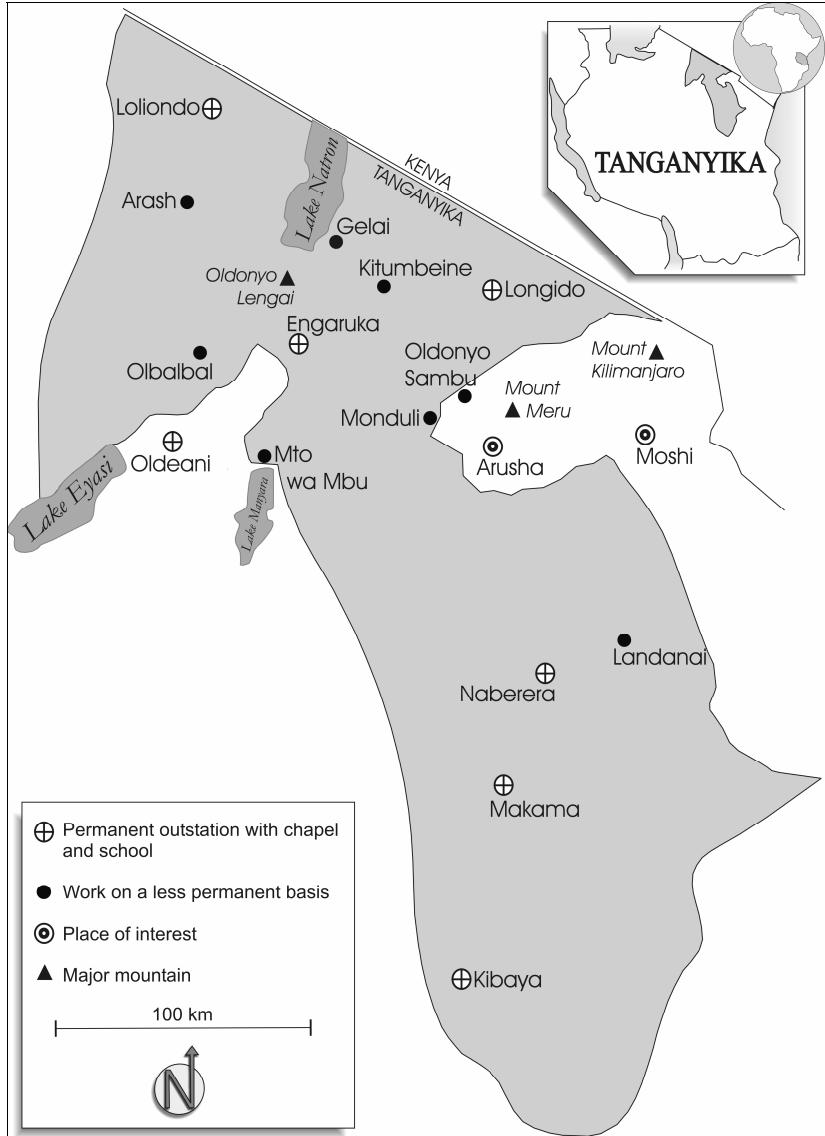 Loliondo
KENYA
TANGANYIKA
TANGANYIKA
Lake Natron
Arash
Gelai
Oldonyo
Lengai
Kitumbeine
Longido
Engaruka
Oldonyo
Sambu
Mount
Kilimanjaro
Olbalbal
Mount
Meru
Monduli
Oldeani
Mto
wa Mbu
Arusha
Moshi
Lake Eyasi
Lake Manyara
Landanai
Naberera
Makama
Kibaya
Permanent outstation with chapel
and school
Work on a less permanent basis
Place of interest
Major mountain
100 km
N